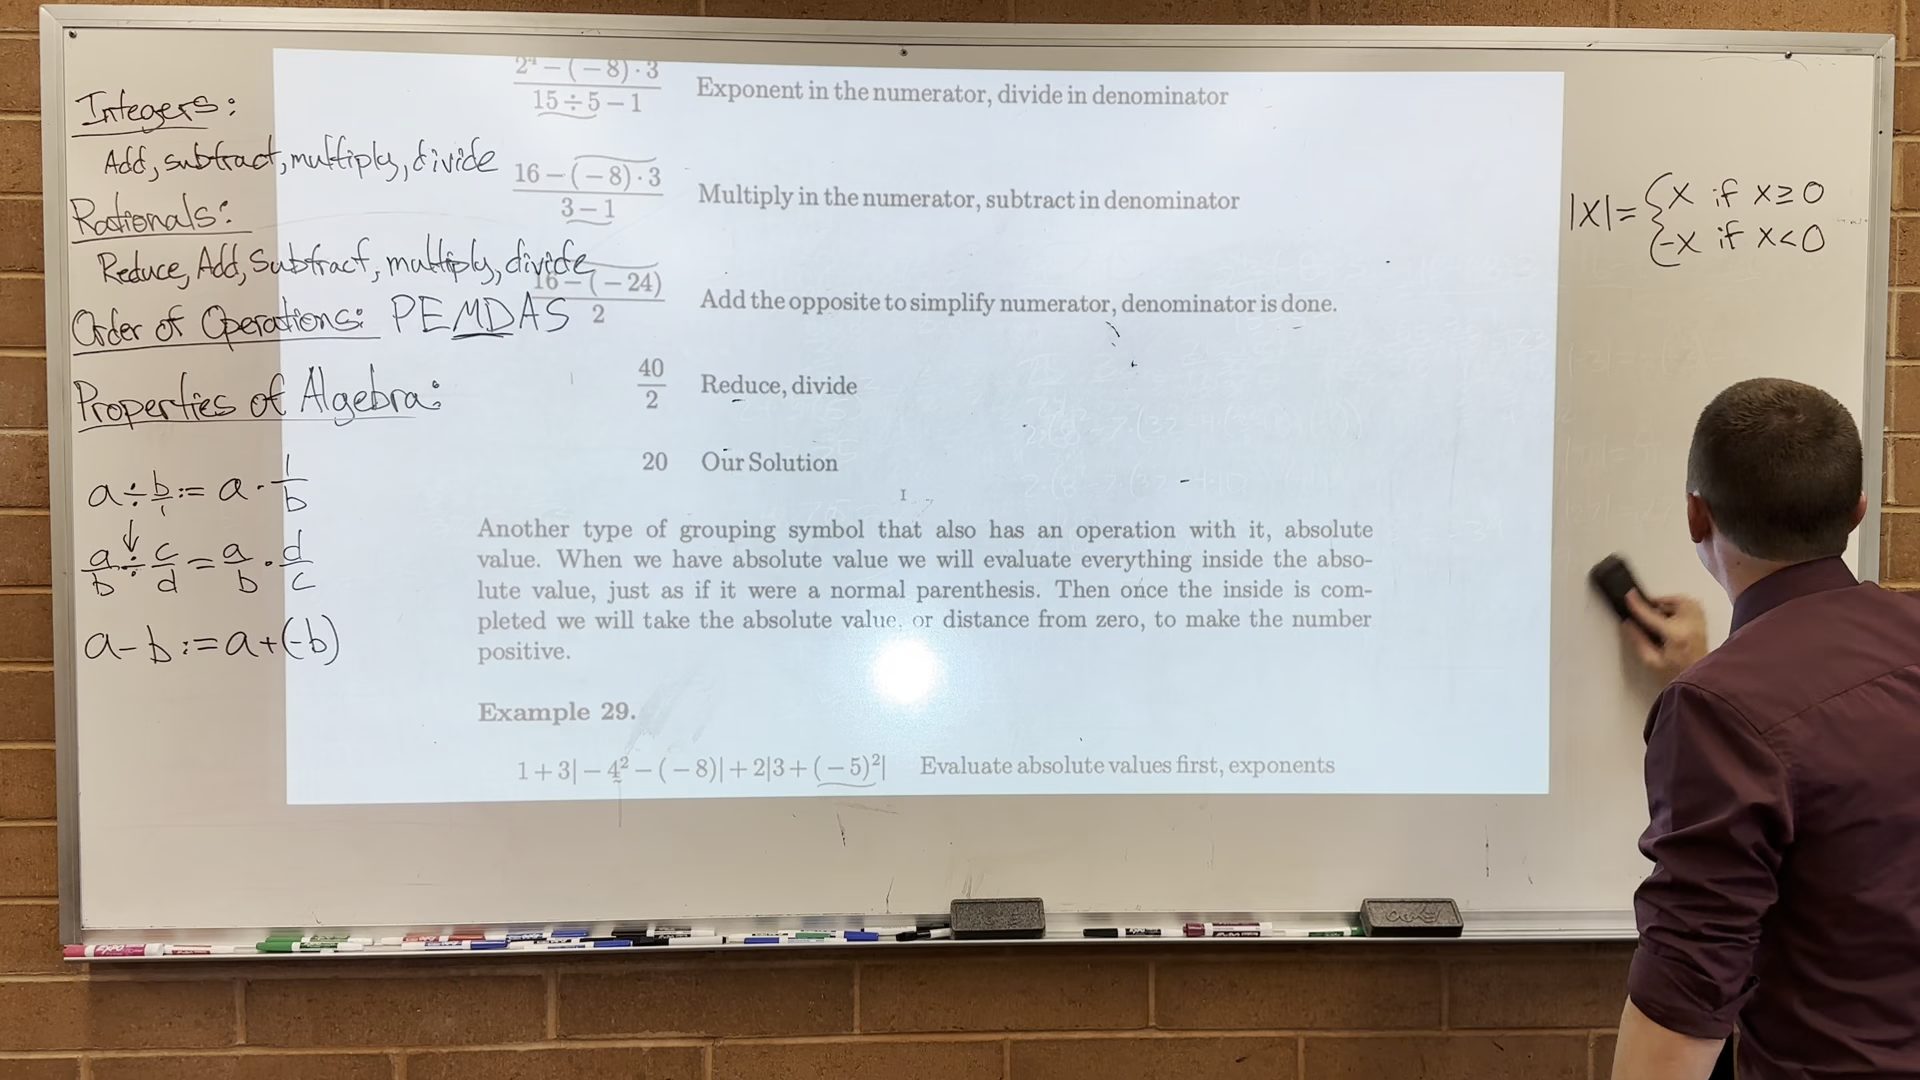 Integers:
Add, subtract, multiply, divide
Rationals:
Reduce, Add, Subtract, multiply, divide
Order of Operations: PEMDAS
Properties of Algebra:
a ÷ b/1 := a · 1/b
a/b ÷ c/d = a/b · d/c
a - b := a + (-b)
2⁴ − (−8) · 3 / 15 ÷ 5 − 1 Exponent in the numerator, divide in denominator
16 − (−8) · 3 / 3 − 1 Multiply in the numerator, subtract in denominator
16 − (−24) / 2 Add the opposite to simplify numerator, denominator is done.
40/2 Reduce, divide
20 Our Solution
Another type of grouping symbol that also has an operation with it, absolute
value. When we have absolute value we will evaluate everything inside the abso-
lute value, just as if it were a normal parenthesis. Then once the inside is com-
pleted we will take the absolute value, or distance from zero, to make the number
positive.
Example 29.
1 + 3| − 4² − (−8)| + 2|3 + (−5)²| Evaluate absolute values first, exponents
|x| = { x if x ≥ 0
-x if x < 0